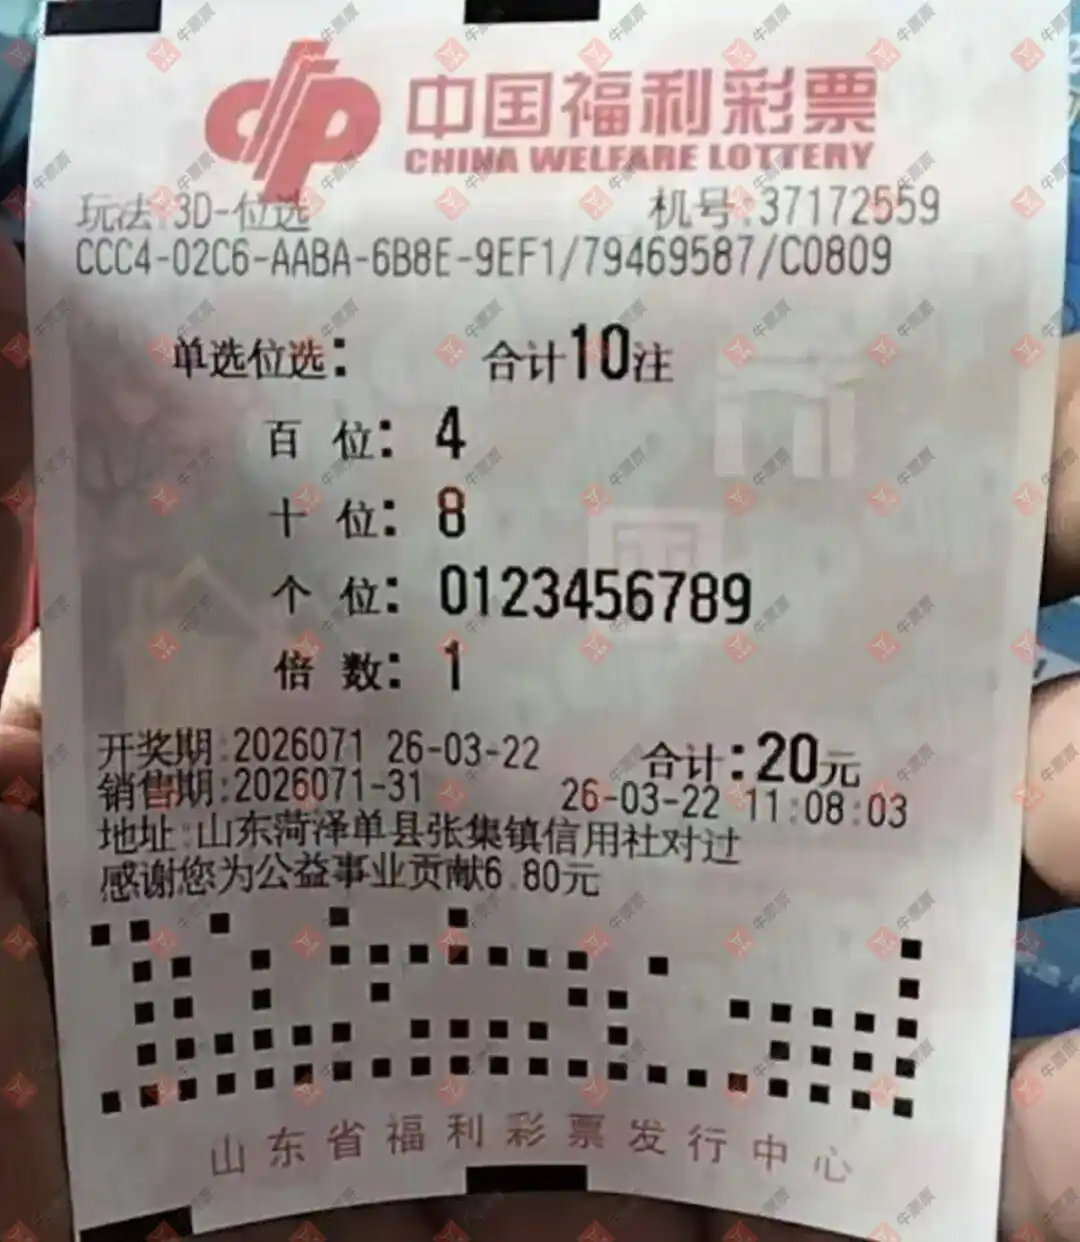 中国福利彩票
CHINA WELFARE LOTTERY
玩法:3D-位选 机号:37172559
CCC4-02C6-AABA-6B8E-9EF1/79469587/C0809
单选位选: 合计10注
百 位: 4
十 位: 8
个 位: 0123456789
倍 数: 1
开奖期:2026071 26-03-22 合计:20元
销售期:2026071-31 26-03-22 11:08:03
地址:山东菏泽单县张集镇信用社对过
感谢您为公益事业贡献6.80元
山东省福利彩票发行中心
牛票票